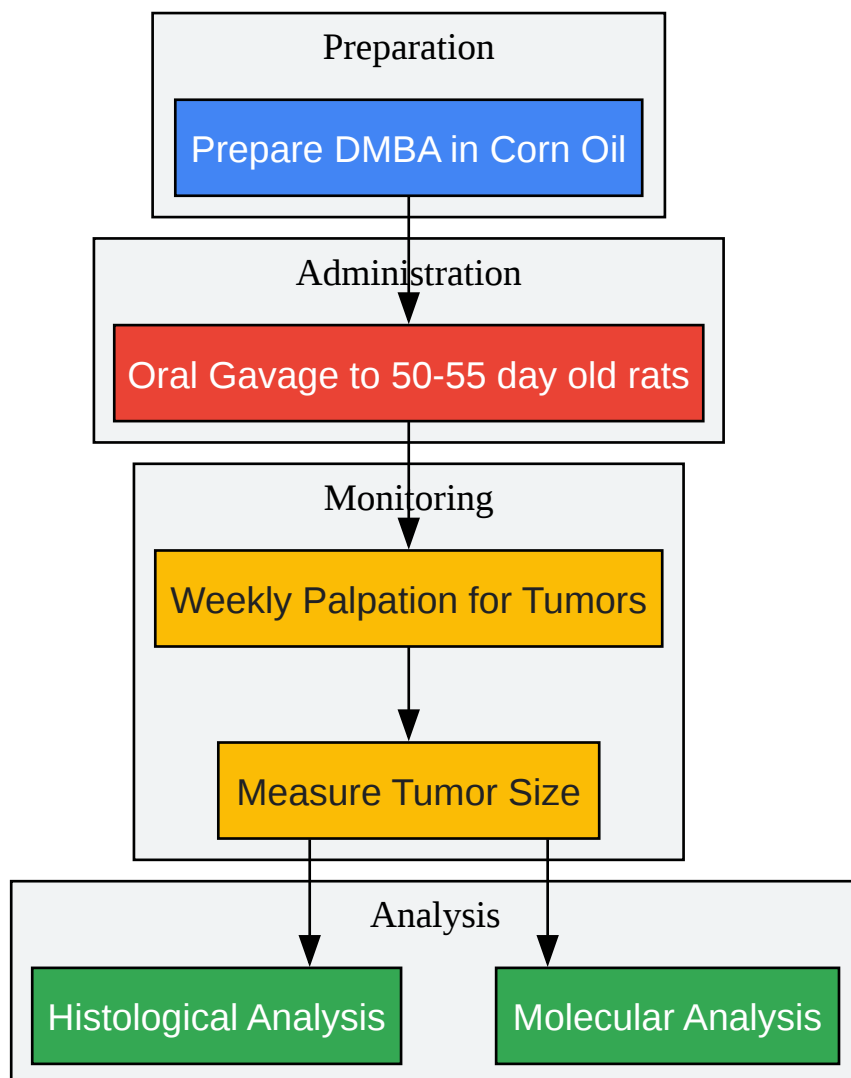 Preparation
Prepare DMBA in Corn Oil
Administration
Oral Gavage to 50-55 day old rats
Monitoring
Weekly Palpation for Tumors
Measure Tumor Size
Analysis
Histological Analysis
Molecular Analysis